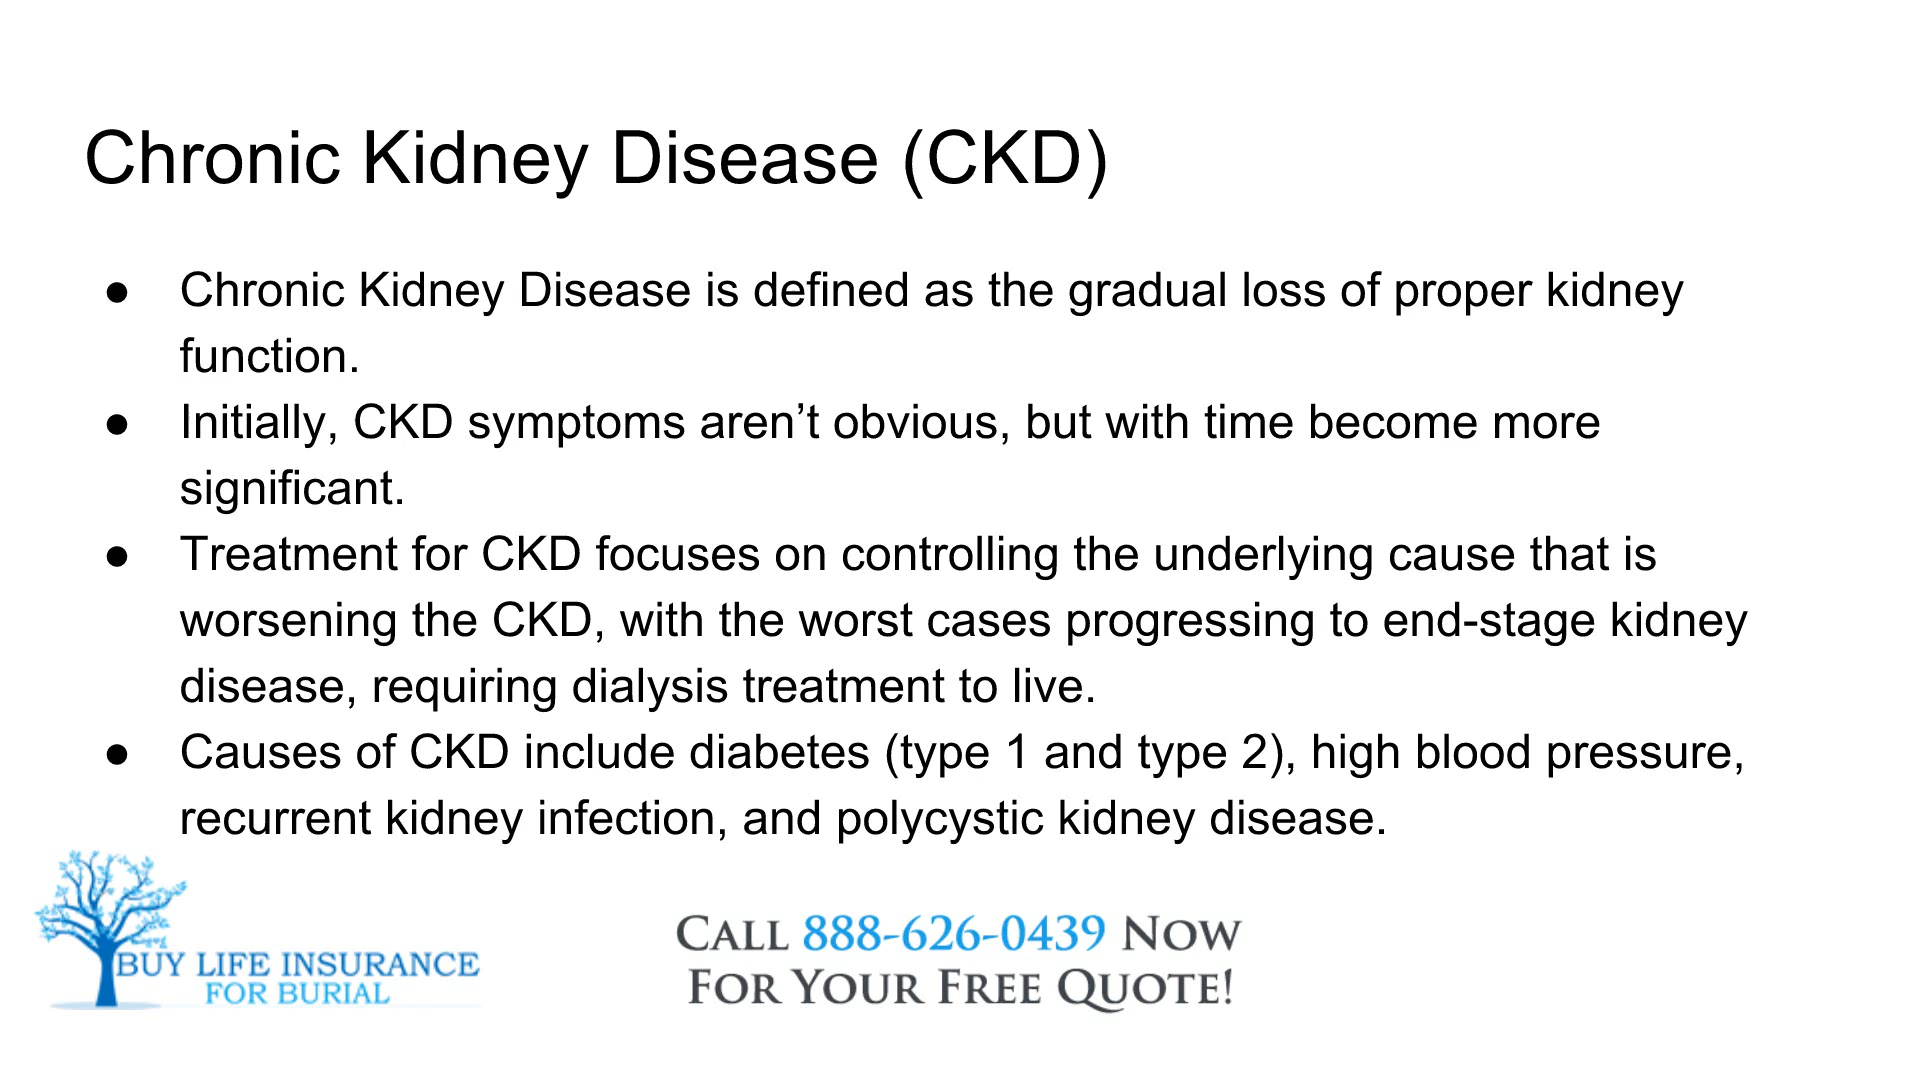 Chronic Kidney Disease (CKD)
● Chronic Kidney Disease is defined as the gradual loss of proper kidney
function.
● Initially, CKD symptoms aren’t obvious, but with time become more
significant.
● Treatment for CKD focuses on controlling the underlying cause that is
worsening the CKD, with the worst cases progressing to end-stage kidney
disease, requiring dialysis treatment to live.
● Causes of CKD include diabetes (type 1 and type 2), high blood pressure,
recurrent kidney infection, and polycystic kidney disease.
BUY LIFE INSURANCE
FOR BURIAL
CALL 888-626-0439 NOW
FOR YOUR FREE QUOTE!